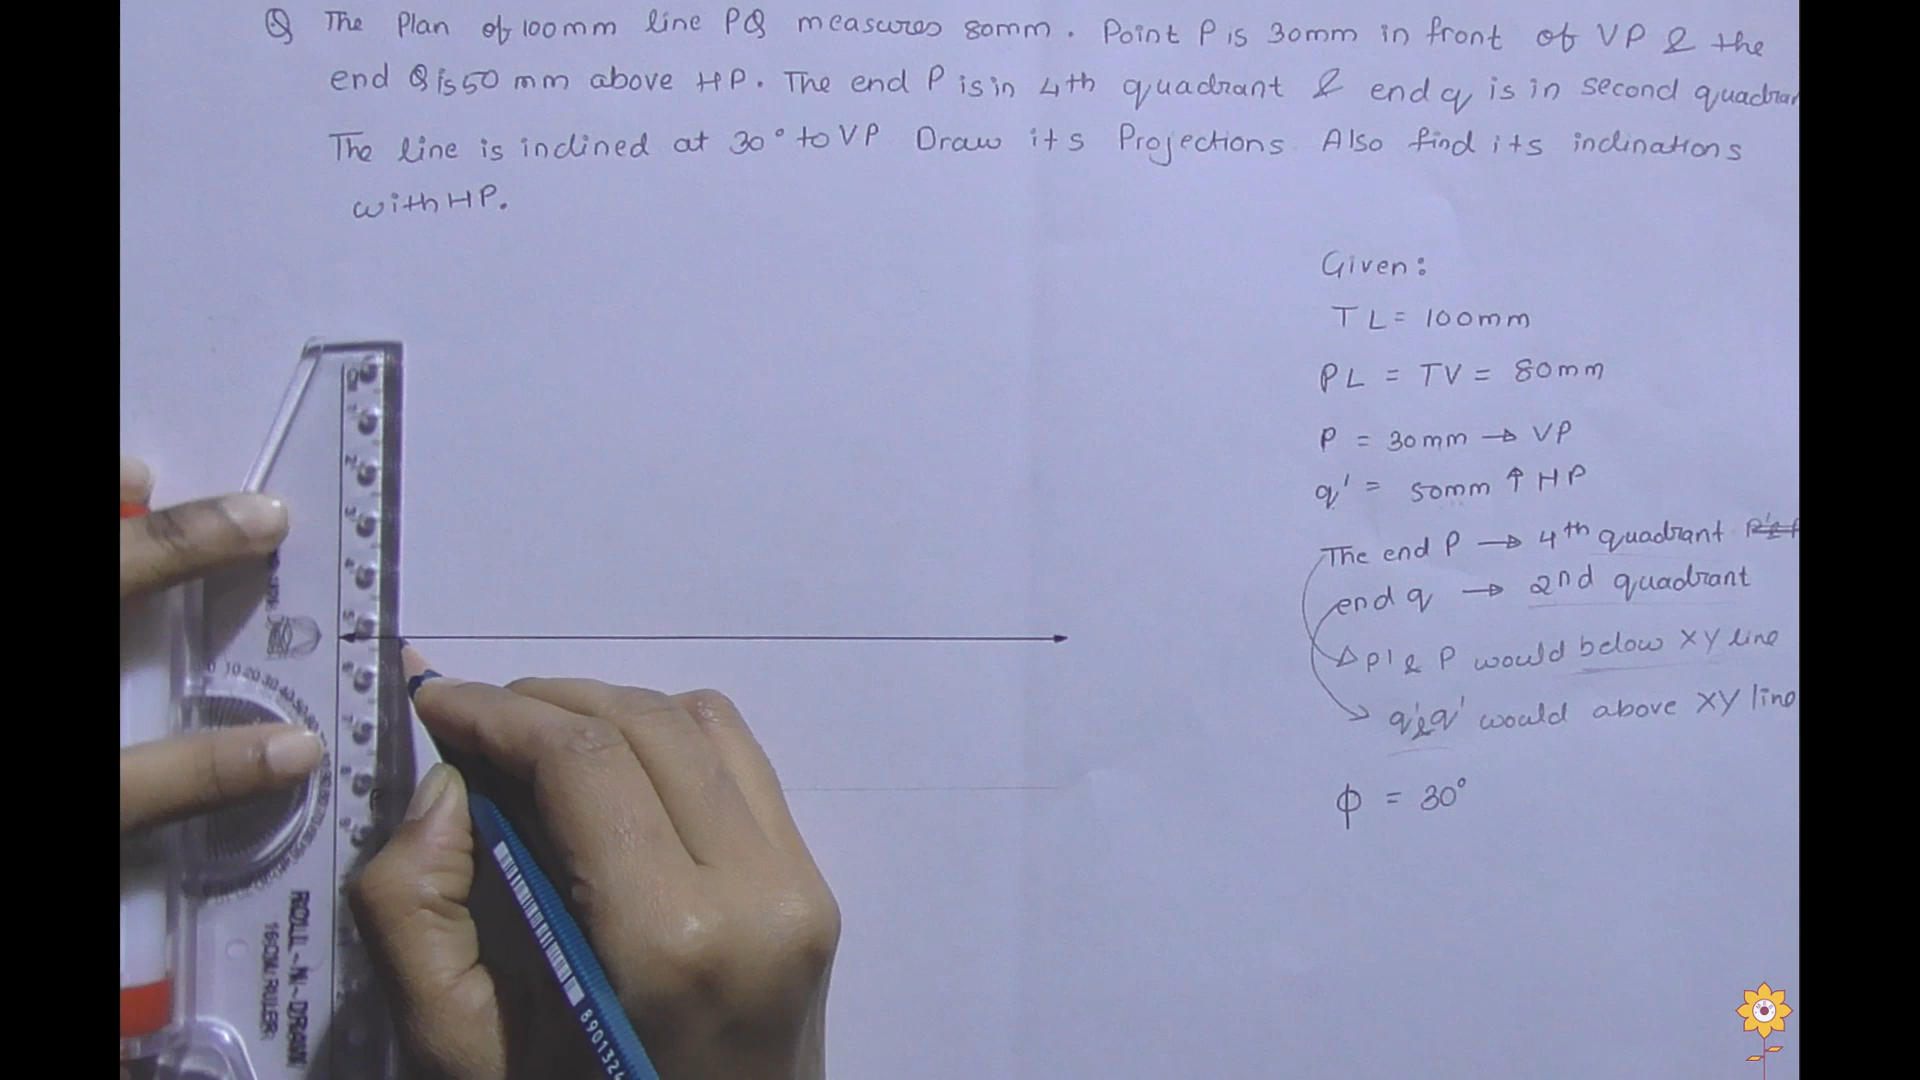 Q The Plan of 100mm line PQ measures 80mm. Point P is 30mm in front of VP & the
end Q is 50 mm above HP. The end P is in 4th quadrant & end q is in second quadran
The line is inclined at 30° to VP Draw its Projections Also find its inclinations
with HP.
Given:
TL = 100mm
PL = TV = 80mm
P = 30mm → VP
q' = 50mm ↑ HP
The end P → 4th quadrant
end q → 2nd quadrant
p' & P would below XY line
q & q' would above XY line
ϕ = 30°
ROLL-N-DRAW
16CM RULER
8901324